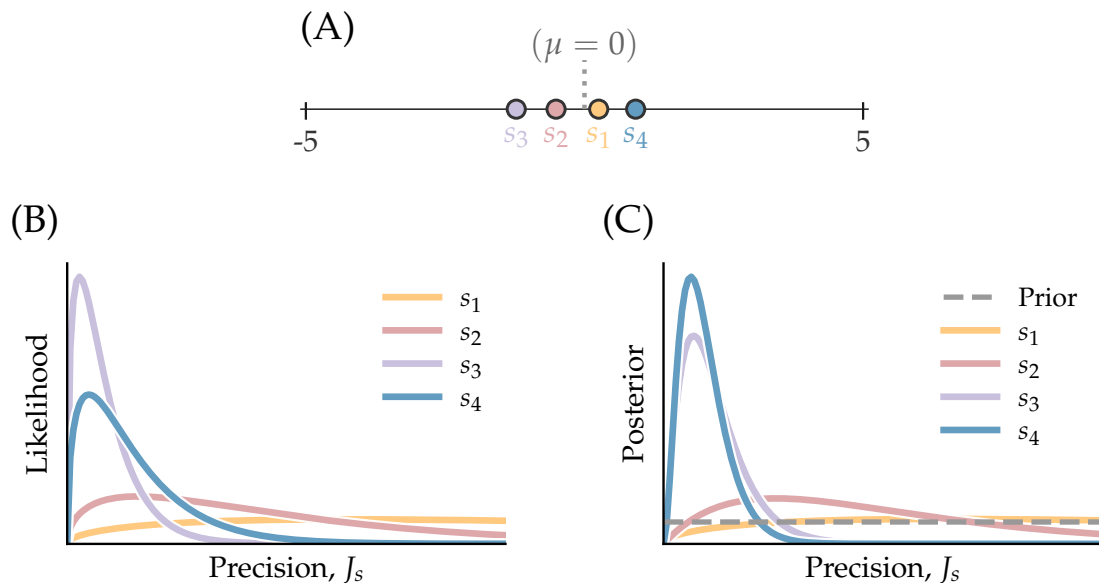 (A)
(μ = 0)
s₃ s₂ s₁ s₄
-5 5
(B)
Likelihood
s₁
s₂
s₃
s₄
Precision, Jₛ
(C)
Posterior
Prior
s₁
s₂
s₃
s₄
Precision, Jₛ